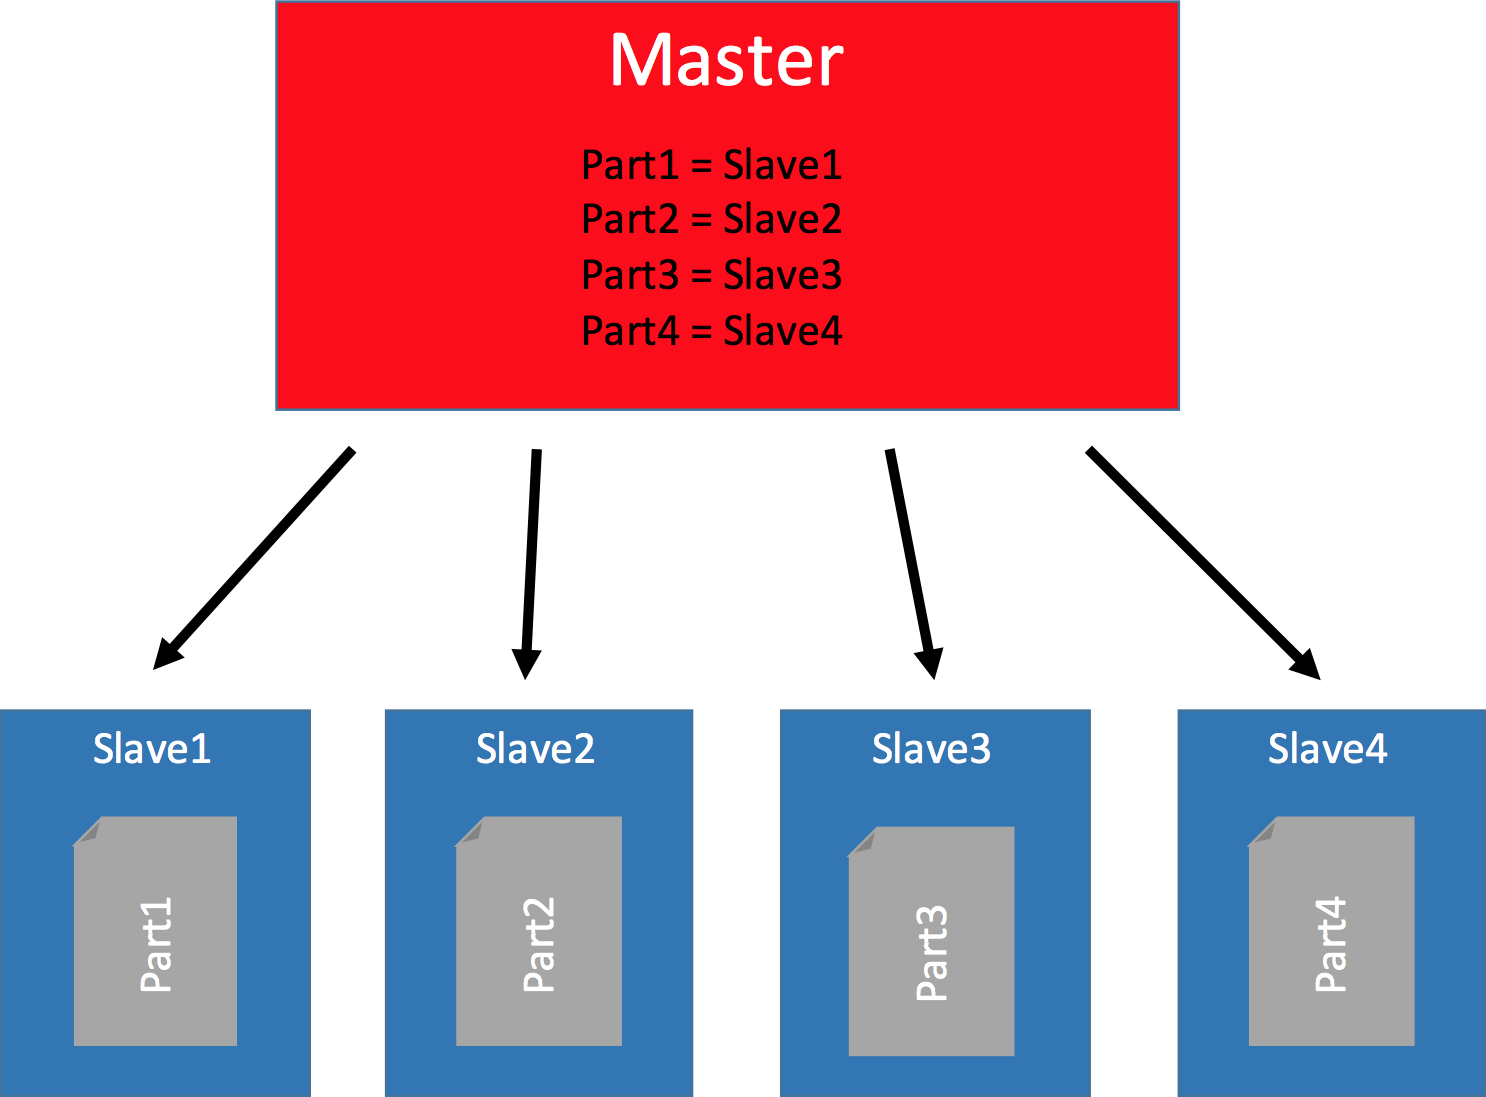 Master
Part1 = Slave1
Part2 = Slave2
Part3 = Slave3
Part4 = Slave4
Slave1
Slave2
Slave3
Slave4
Part1
Part2
Part3
Part4